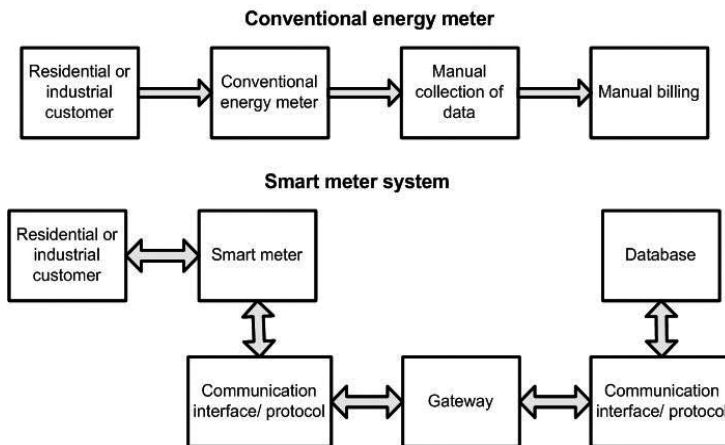 Conventional energy meter
Residential or
industrial
customer
Conventional
energy meter
Manual
collection of
data
Manual billing
Smart meter system
Residential or
industrial
customer
Smart meter
Database
Communication
interface/ protocol
Gateway
Communication
interface/ protocol